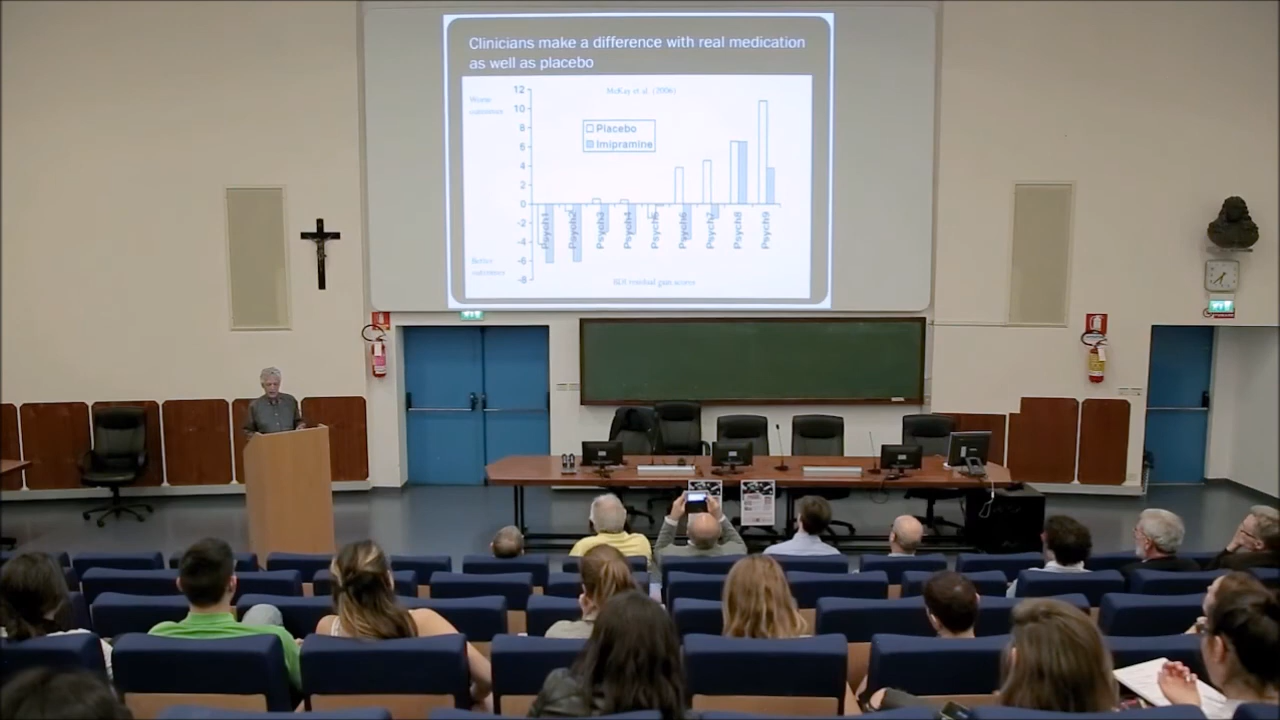 Clinicians make a difference with real medication
as well as placebo
McKay et al. (2006)
Worse
outcomes
12
10
8
6
4
2
0
-2
-4
-6
-8
Placebo
Imipramine
Psych1
Psych2
Psych3
Psych4
Psych5
Psych6
Psych7
Psych8
Psych9
Better
outcomes
BDI residual gain scores